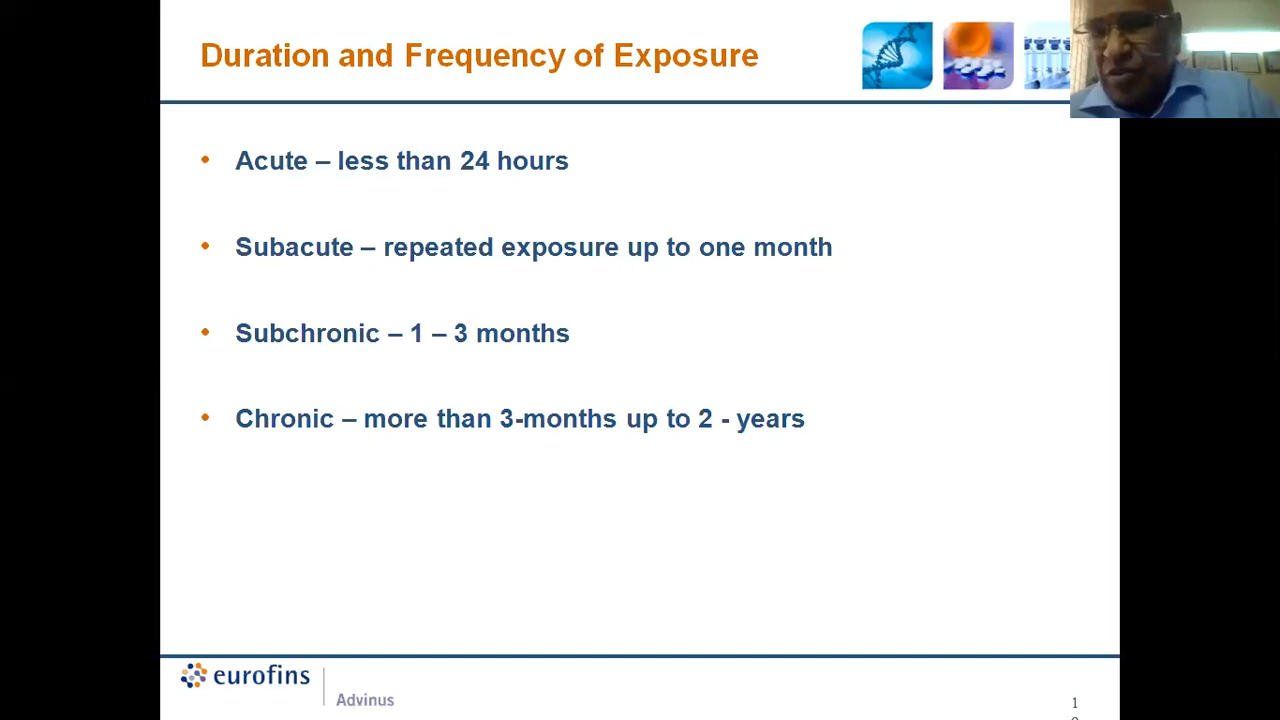 Duration and Frequency of Exposure
• Acute – less than 24 hours
• Subacute – repeated exposure up to one month
• Subchronic – 1 – 3 months
• Chronic – more than 3-months up to 2 - years
eurofins
Advinus
1